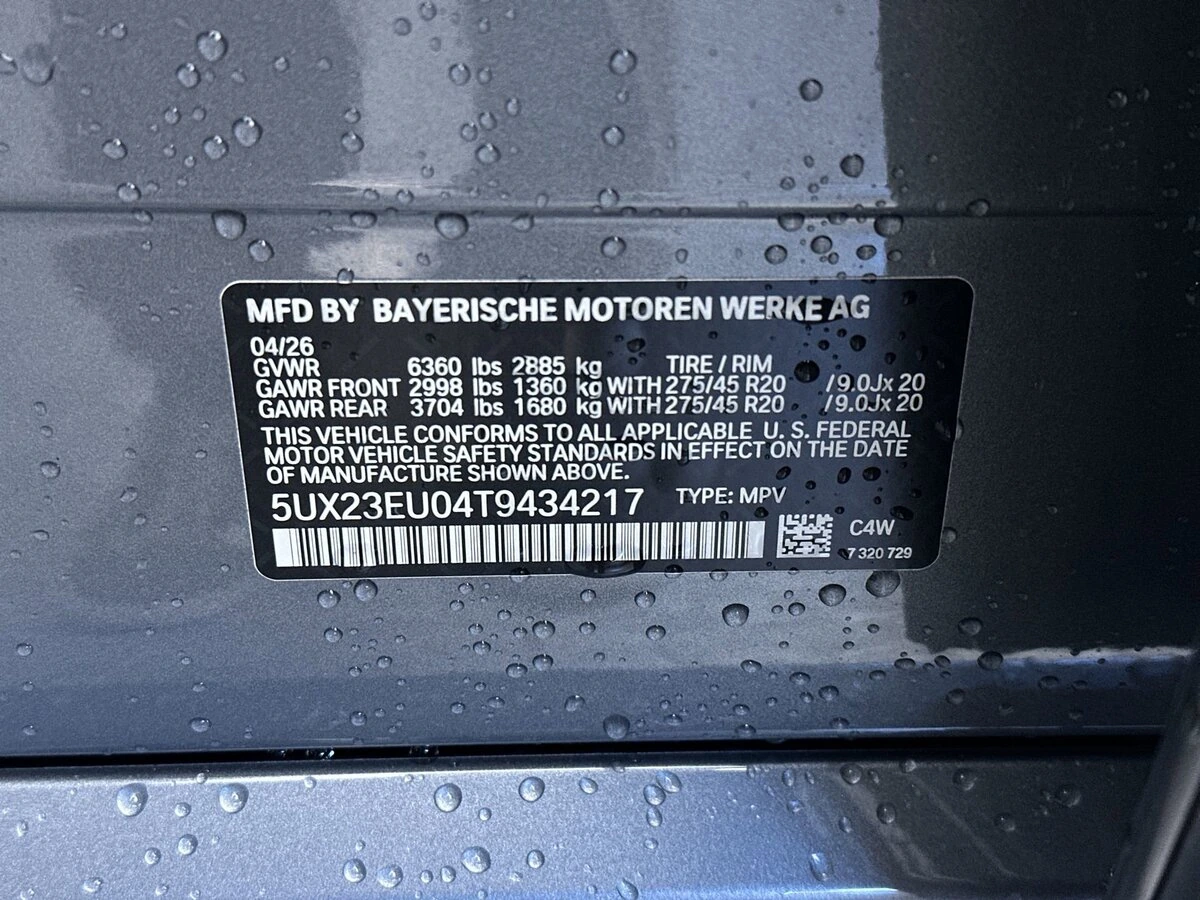 MFD BY BAYERISCHE MOTOREN WERKE AG
04/26
GVWR 6360 lbs 2885 kg TIRE / RIM
GAWR FRONT 2998 lbs 1360 kg WITH 275/45 R20 /9.0Jx 20
GAWR REAR 3704 lbs 1680 kg WITH 275/45 R20 /9.0Jx 20
THIS VEHICLE CONFORMS TO ALL APPLICABLE U. S. FEDERAL
MOTOR VEHICLE SAFETY STANDARDS IN EFFECT ON THE DATE
OF MANUFACTURE SHOWN ABOVE.
5UX23EU04T9434217 TYPE: MPV
C4W
7 320 729